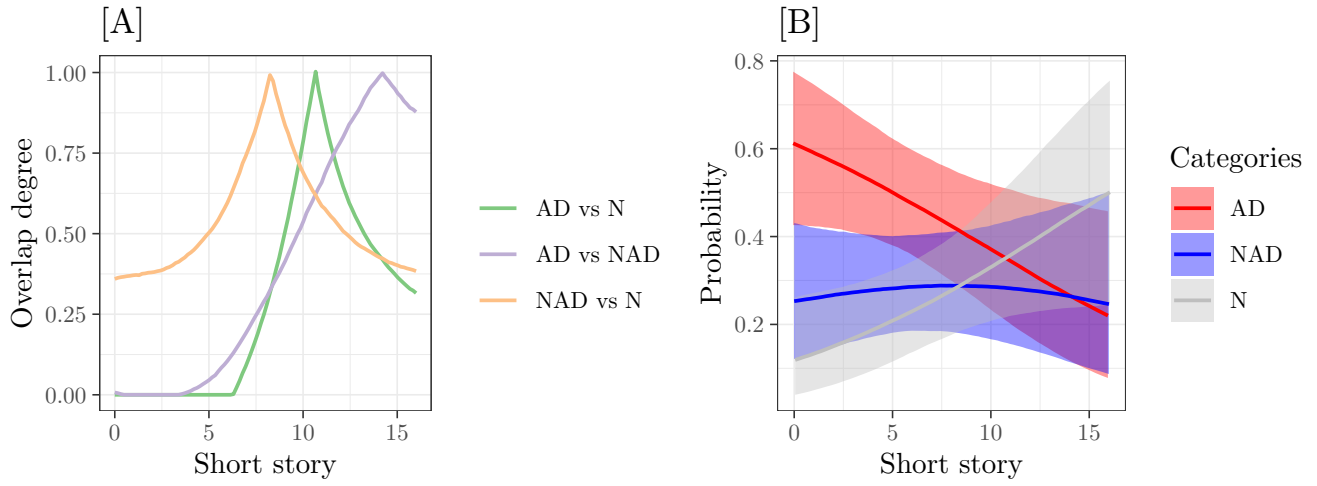 [A]
Overlap degree
1.00
0.75
0.50
0.25
0.00
0
5
10
15
Short story
AD vs N
AD vs NAD
NAD vs N
[B]
Probability
0.8
0.6
0.4
0.2
0
5
10
15
Short story
Categories
AD
NAD
N